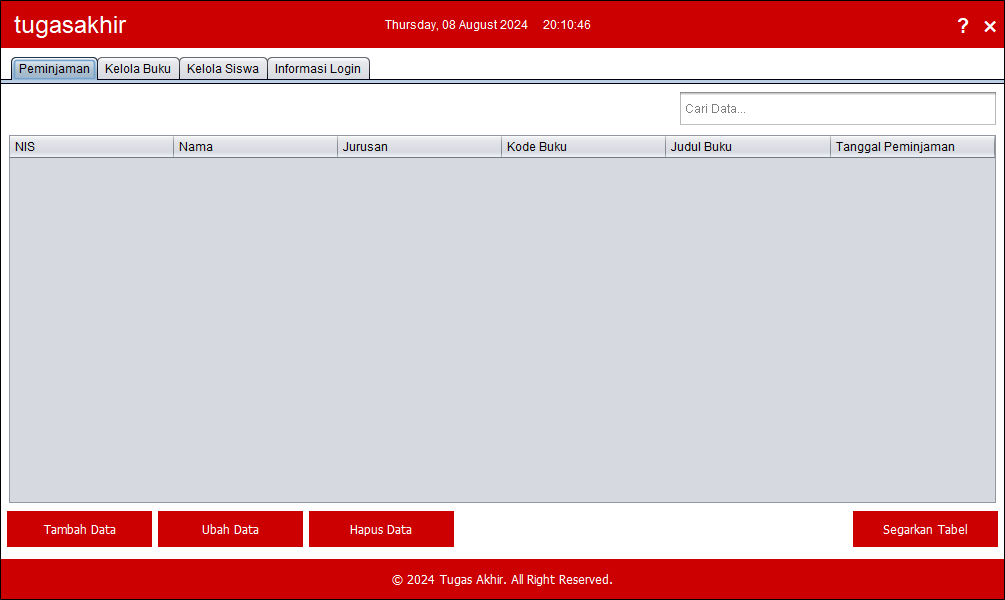 tugasakhir Thursday, 08 August 2024 20:10:46 ? ×
Peminjaman Kelola Buku Kelola Siswa Informasi Login
Cari Data...
NIS Nama Jurusan Kode Buku Judul Buku Tanggal Peminjaman
Tambah Data Ubah Data Hapus Data Segarkan Tabel
© 2024 Tugas Akhir. All Right Reserved.